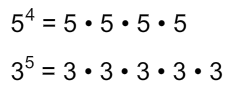 5⁴ = 5 • 5 • 5 • 5
3⁵ = 3 • 3 • 3 • 3 • 3